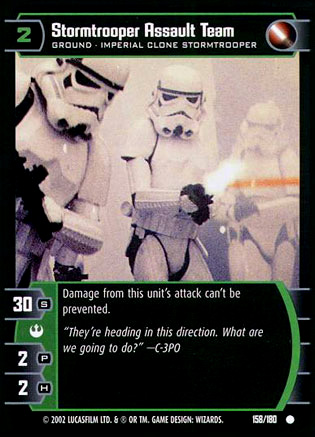 2 Stormtrooper Assault Team
GROUND · IMPERIAL CLONE STORMTROOPER
30 S
Damage from this unit's attack can't be
prevented.
"They're heading in this direction. What are
we going to do?" —C-3PO
2 P
2 H
© 2002 LUCASFILM LTD. & ® OR TM. GAME DESIGN: WIZARDS. 158/180